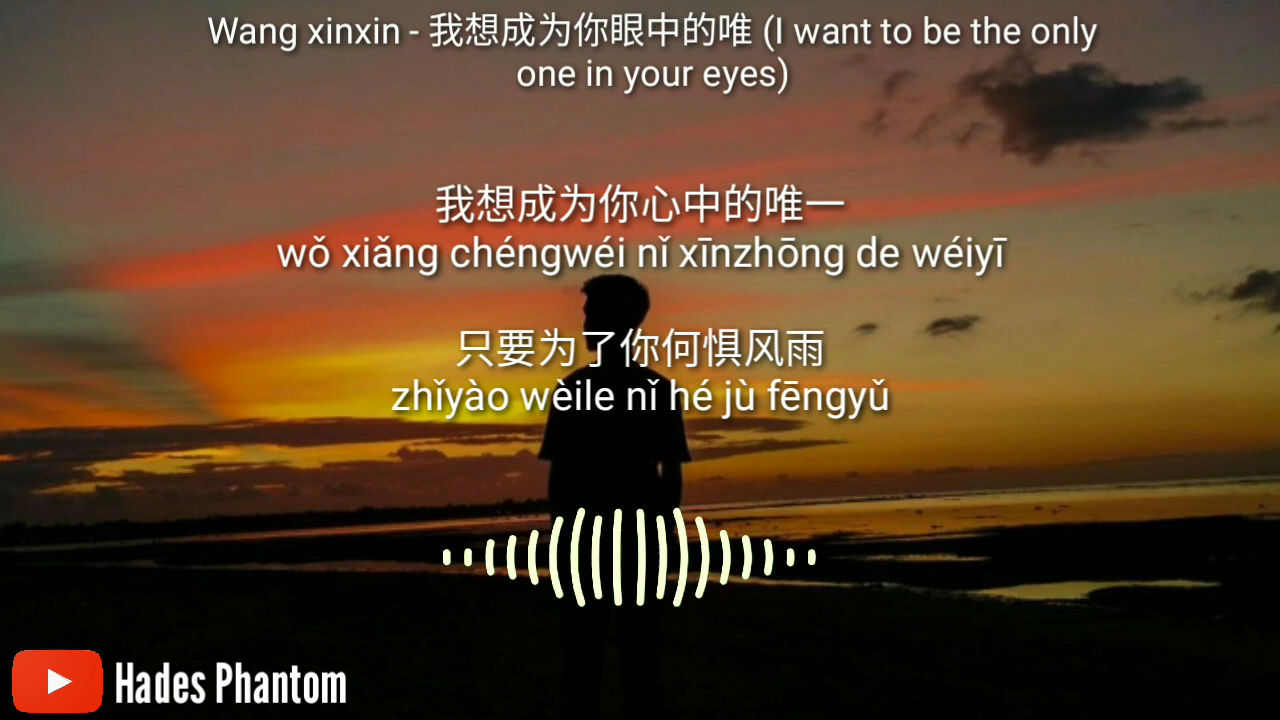 Wang xinxin - 我想成为你眼中的唯 (I want to be the only
one in your eyes)
我想成为你心中的唯一
wǒ xiǎng chéngwéi nǐ xīnzhōng de wéiyī
只要为了你何惧风雨
zhǐyào wèile nǐ hé jù fēngyǔ
Hades Phantom